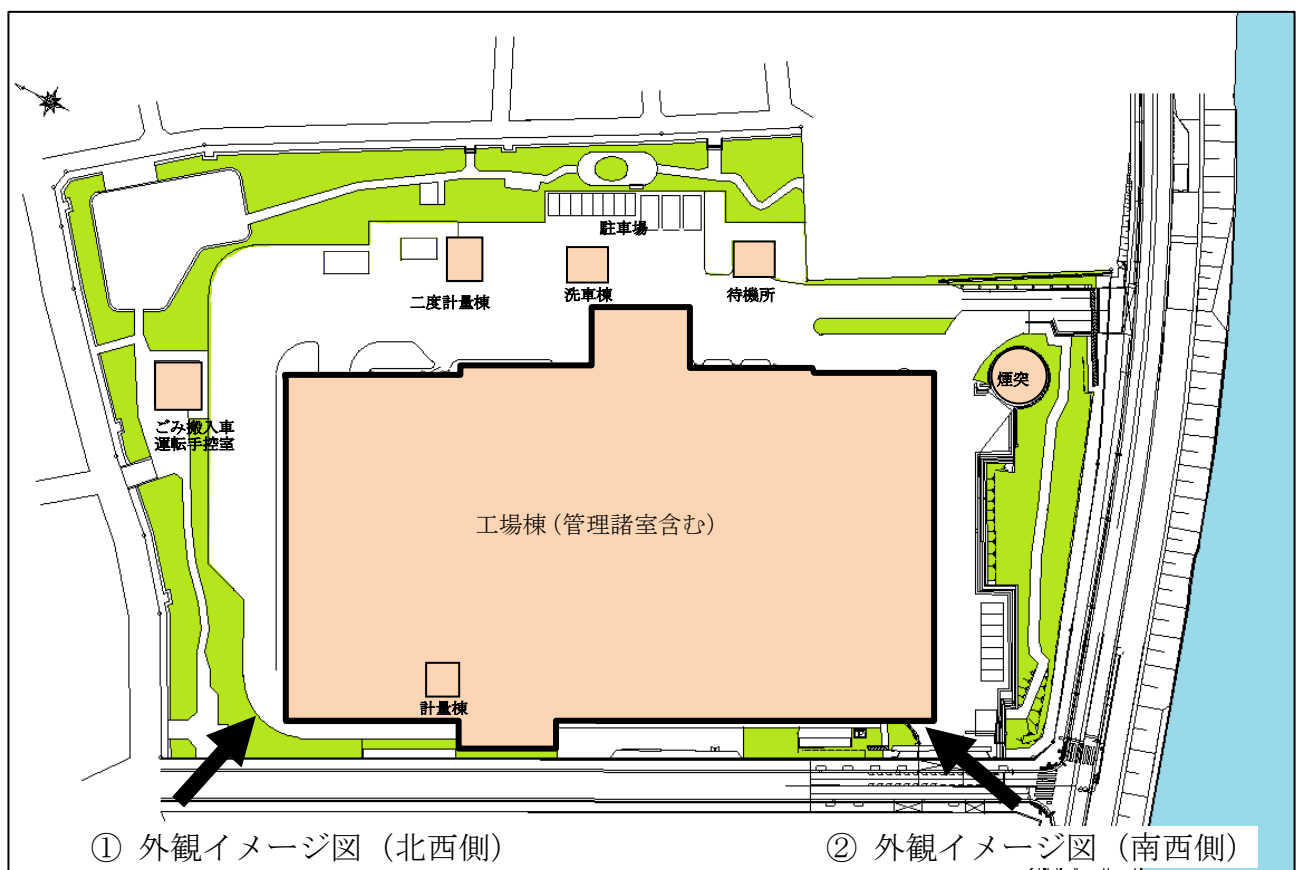 駐車場
二度計量棟
洗車棟
待機所
煙突
ごみ搬入車
運転手控室
工場棟(管理諸室含む)
計量棟
① 外観イメージ図（北西側）
② 外観イメージ図（南西側）